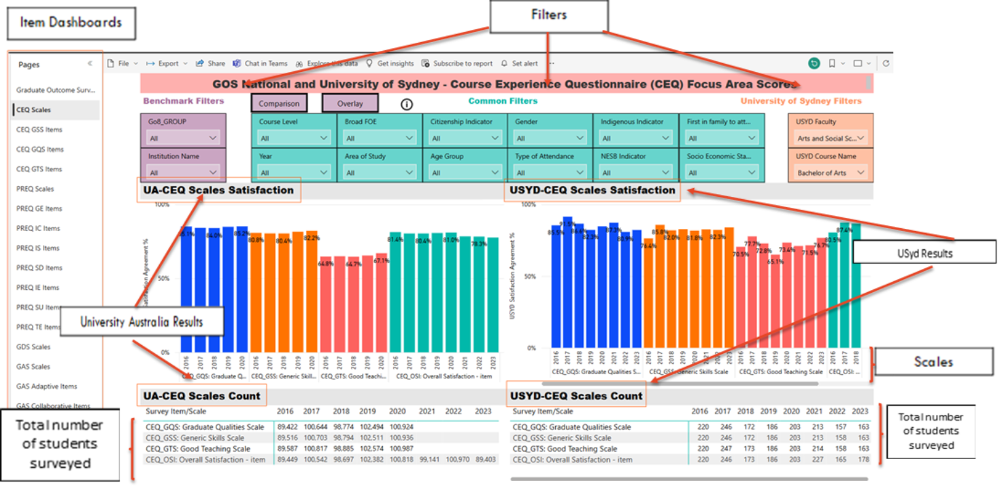 Item Dashboards
Filters
Pages
File
Export
Share
Chat in Teams
Explore this data
Get insights
Subscribe to report
Set alert
Graduate Outcome Surv...
CEQ Scales
CEQ GSS Items
CEQ GQS Items
CEQ GTS Items
PREQ Scales
PREQ GE Items
PREQ IC Items
PREQ IS Items
PREQ SD Items
PREQ IE Items
PREQ SU Items
PREQ TE Items
GDS Scales
GAS Scales
GAS Adaptive Items
GAS Collaborative Items
GOS National and University of Sydney - Course Experience Questionnaire (CEQ) Focus Area Scores
Benchmark Filters
Comparison
Overlay
Common Filters
University of Sydney Filters
Go8_GROUP
All
Course Level
All
Broad FOE
All
Citizenship Indicator
All
Gender
All
Indigenous Indicator
All
First in family to att...
All
USYD Faculty
Arts and Social Sc...
Institution Name
All
Year
All
Area of Study
All
Age Group
All
Type of Attendance
All
NESB Indicator
All
Socio Economic Sta...
All
USYD Course Name
Bachelor of Arts
UA-CEQ Scales Satisfaction
100%
50%
0%
Satisfaction Agreement %
85.1% 84.0% 85.2% 80.8% 80.4% 82.2% 64.8% 64.7% 67.1% 81.4% 80.4% 81.0% 78.3%
2016 2017 2018 2019 2020 2016 2017 2018 2019 2020 2016 2017 2018 2019 2020 2016 2017 2018 2019 2020 2021 2022 2023
CEQ_GQS: Graduate Q... CEQ_GSS: Generic Skill... CEQ_GTS: Good Teachi... CEQ_OSI: Overall Satisfaction - item
USYD-CEQ Scales Satisfaction
100%
50%
0%
USYD Satisfaction Agreement %
85.5% 91.5% 86.6% 82.3% 87.3% 80.9% 76.4% 85.8% 82.0% 81.8% 82.3% 70.5% 77.7% 72.8% 65.1% 73.4% 71.5% 76.7% 80.5% 87.4%
2016 2017 2018 2019 2020 2021 2022 2023 2016 2017 2018 2019 2020 2021 2022 2023 2016 2017 2018 2019 2020 2021 2022 2023 2016 2017 2018
CEQ_GQS: Graduate Qualities S... CEQ_GSS: Generic Skills Scale CEQ_GTS: Good Teaching Scale CEQ_OSI: ...
USyd Results
University Australia Results
Scales
UA-CEQ Scales Count
Survey Item/Scale 2016 2017 2018 2019 2020 2021 2022 2023
CEQ_GQS: Graduate Qualities Scale 89,422 100,644 98,774 102,494 100,924
CEQ_GSS: Generic Skills Scale 89,516 100,703 98,794 102,511 100,936
CEQ_GTS: Good Teaching Scale 89,587 100,817 98,885 102,574 100,987
CEQ_OSI: Overall Satisfaction - item 89,449 100,542 98,697 102,382 100,818 99,141 100,970 89,403
USYD-CEQ Scales Count
Survey Item/Scale 2016 2017 2018 2019 2020 2021 2022 2023
CEQ_GQS: Graduate Qualities Scale 220 246 172 186 203 213 157 163
CEQ_GSS: Generic Skills Scale 220 246 172 186 203 213 158 163
CEQ_GTS: Good Teaching Scale 220 247 173 186 203 214 158 163
CEQ_OSI: Overall Satisfaction - item 220 246 173 186 203 227 165 178
Total number
of students
surveyed
Total number
of students
surveyed